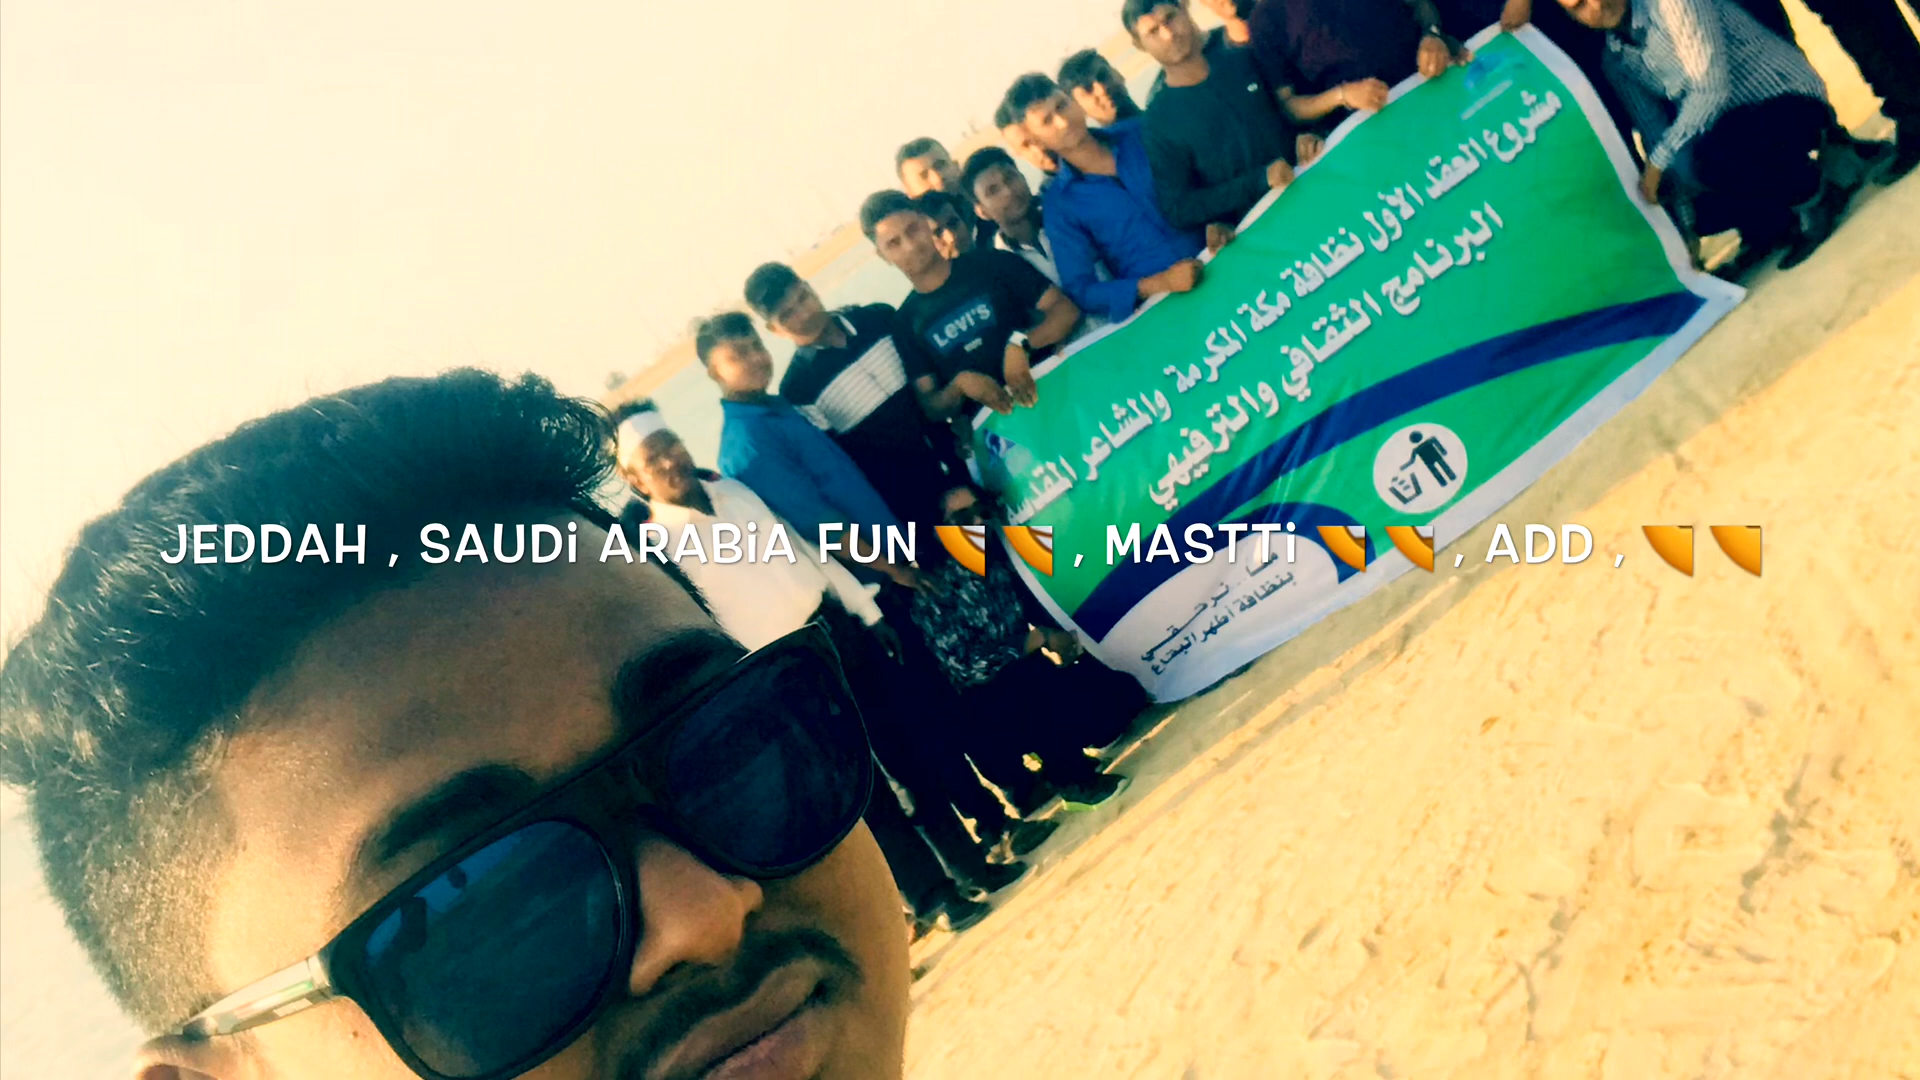 مشروع العقد الأول نظافة مكة المكرمة والمشاعر المقدسة
البرنامج الثقافي والترفيهي
Levi's
JEDDAH , SAUDi ARABiA FUN , MASTTi , ADD ,
بنظافة أطهر البقاع